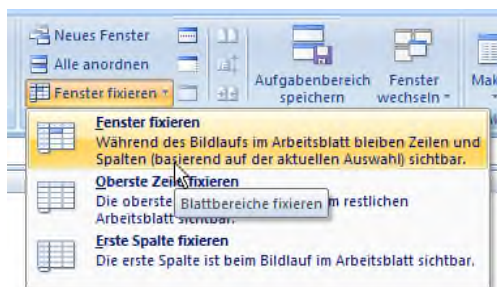 Neues Fenster
Alle anordnen
Fenster fixieren
Aufgabenbereich speichern
Fenster wechseln
Fenster fixieren
Während des Bildlaufs im Arbeitsblatt bleiben Zeilen und
Spalten (basierend auf der aktuellen Auswahl) sichtbar.
Oberste Zeile fixieren
Die oberste
restlichen
Arbeitsblatt sichtbar.
Blattbereiche fixieren
Erste Spalte fixieren
Die erste Spalte ist beim Bildlauf im Arbeitsblatt sichtbar.